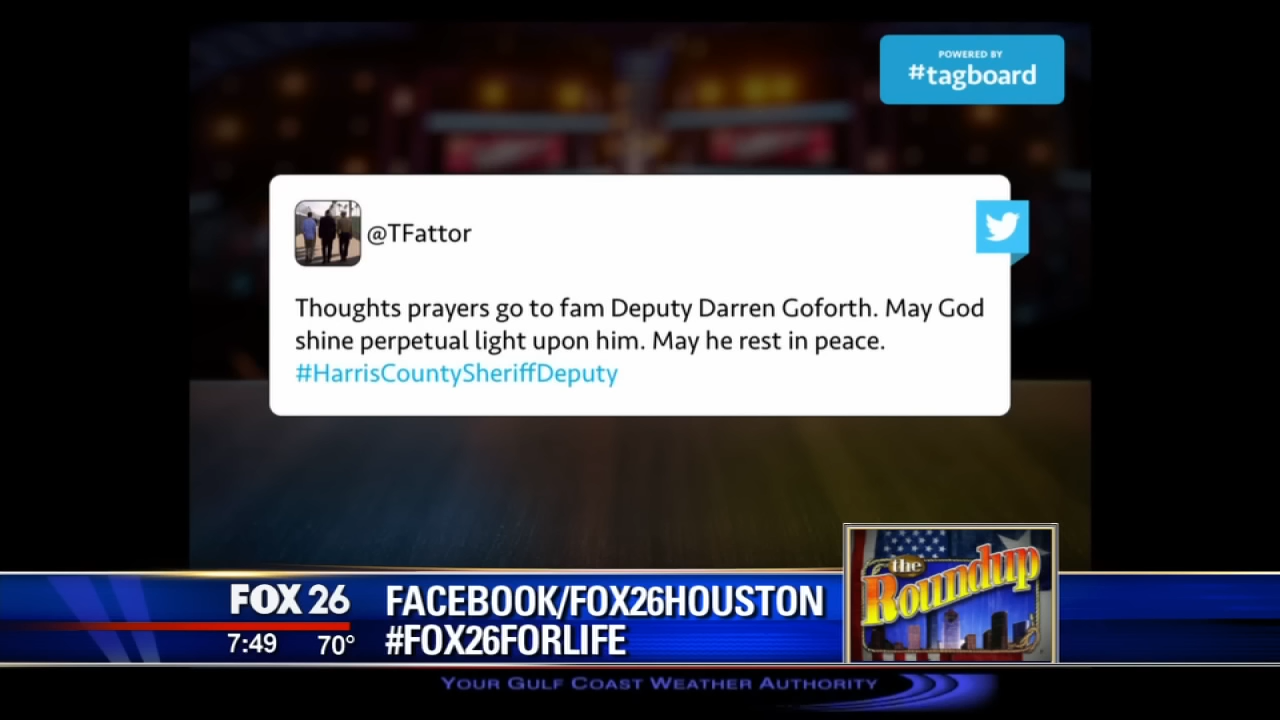 POWERED BY
#tagboard
@TFattor
Thoughts prayers go to fam Deputy Darren Goforth. May God
shine perpetual light upon him. May he rest in peace.
#HarrisCountySheriffDeputy
the
Roundup
FOX 26
FACEBOOK/FOX26HOUSTON
7:49 70°
#FOX26FORLIFE
YOUR GULF COAST WEATHER AUTHORITY